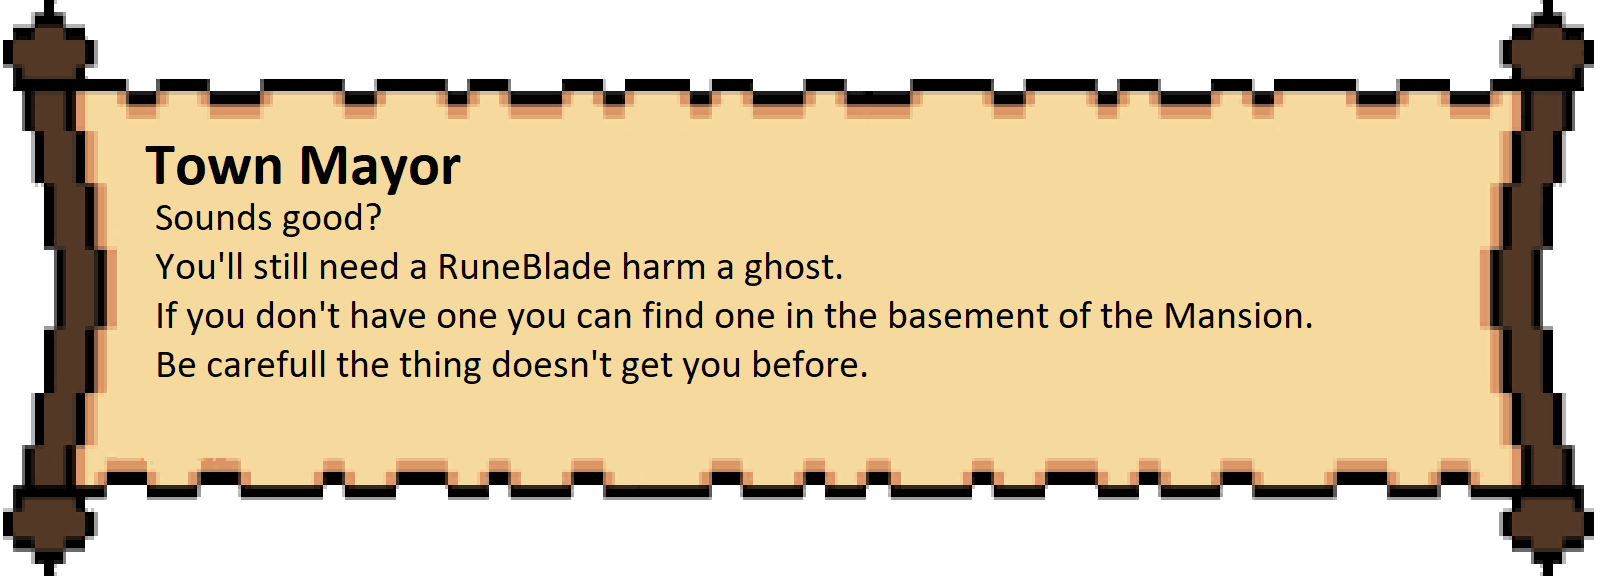 Town Mayor
Sounds good?
You'll still need a RuneBlade harm a ghost.
If you don't have one you can find one in the basement of the Mansion.
Be carefull the thing doesn't get you before.